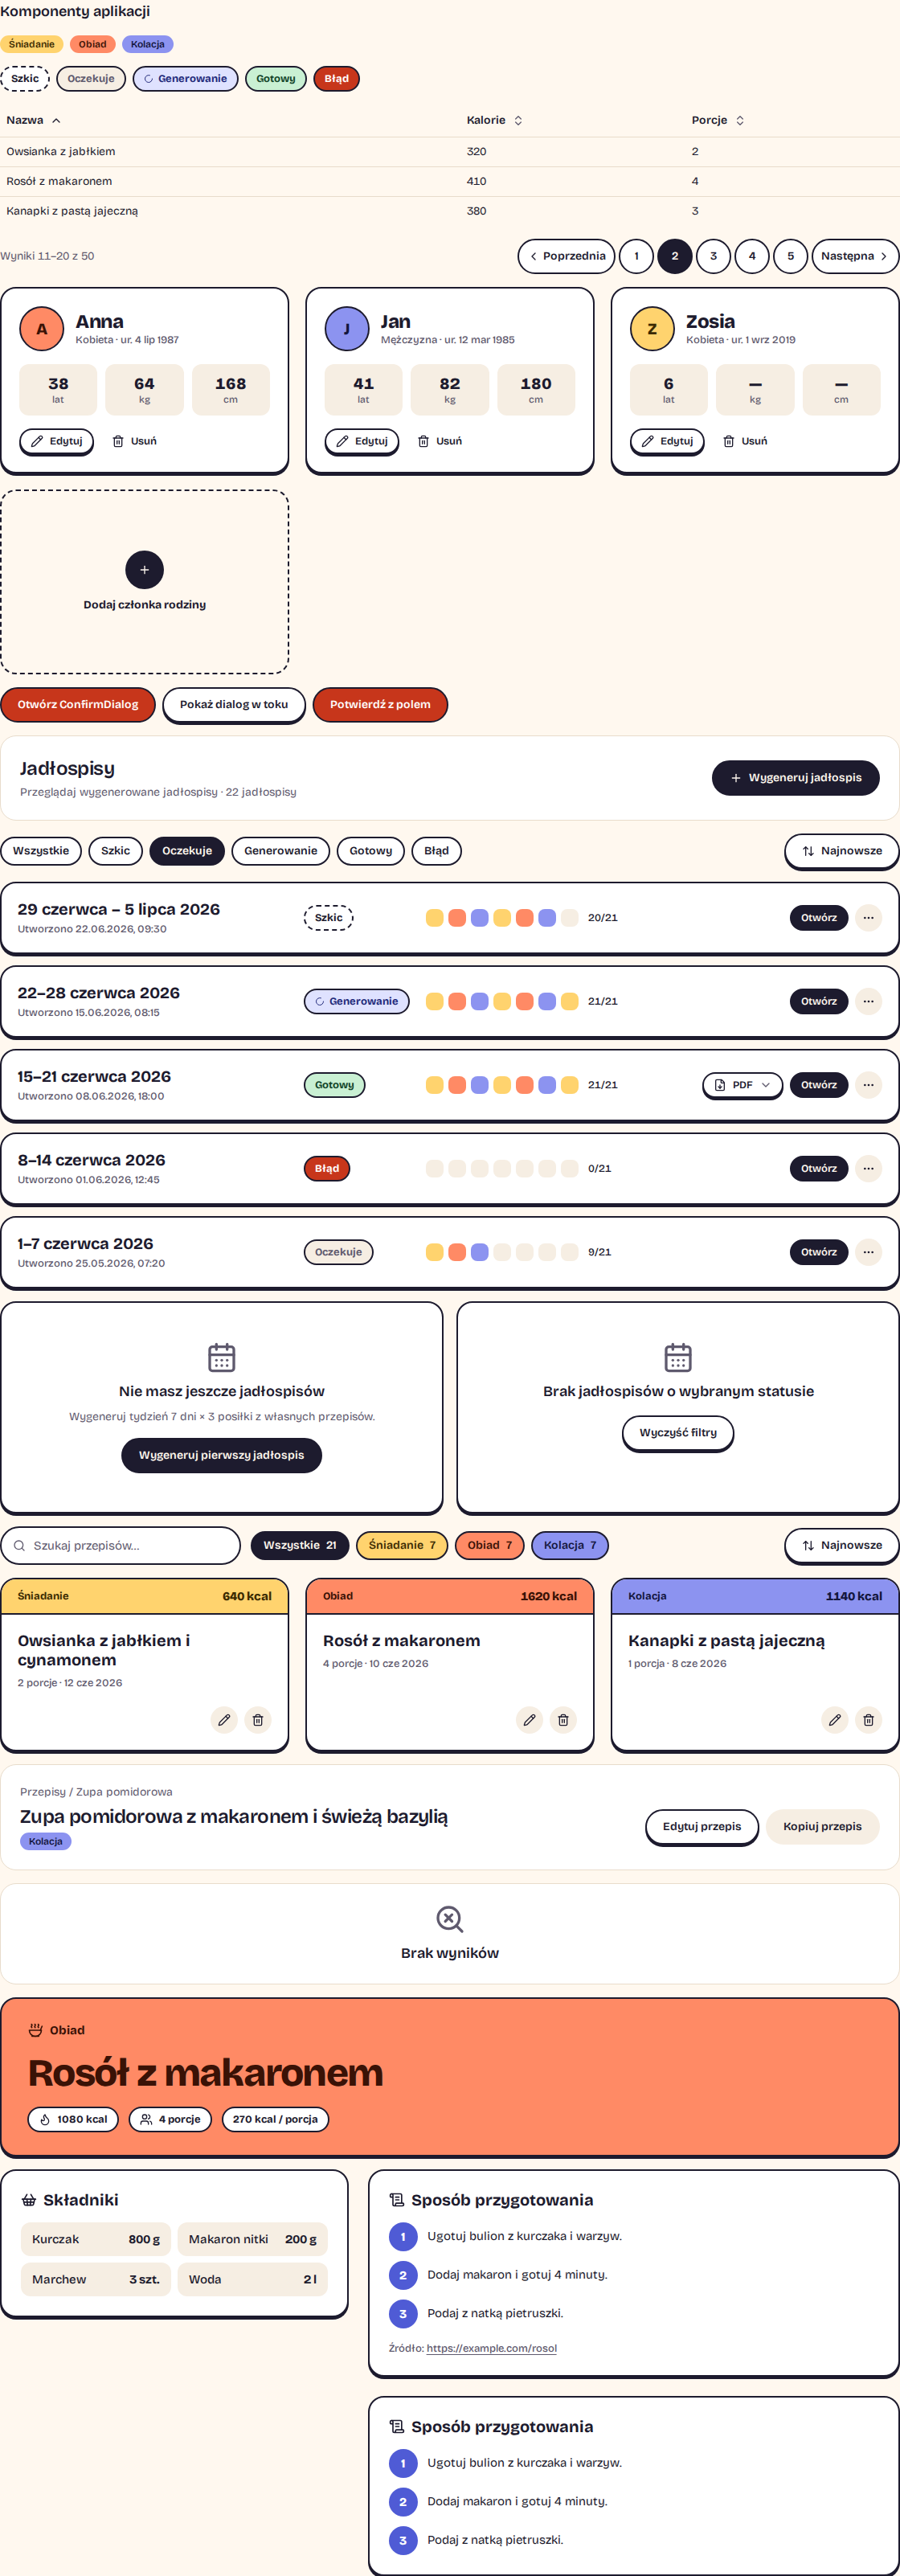 Komponenty aplikacji
Śniadanie Obiad Kolacja
Szkic Oczekuje Generowanie Gotowy Błąd
Nazwa Kalorie Porcje
Owsianka z jabłkiem 320 2
Rosół z makaronem 410 4
Kanapki z pastą jajeczną 380 3
Wyniki 11–20 z 50 Poprzednia 1 2 3 4 5 Następna
A Anna
Kobieta · ur. 4 lip 1987
38 64 168
lat kg cm
Edytuj Usuń
J Jan
Mężczyzna · ur. 12 mar 1985
41 82 180
lat kg cm
Edytuj Usuń
Z Zosia
Kobieta · ur. 1 wrz 2019
6 — —
lat kg cm
Edytuj Usuń
Dodaj członka rodziny
Otwórz ConfirmDialog Pokaż dialog w toku Potwierdź z polem
Jadłospisy
Przeglądaj wygenerowane jadłospisy · 22 jadłospisy
Wygeneruj jadłospis
Wszystkie Szkic Oczekuje Generowanie Gotowy Błąd Najnowsze
29 czerwca – 5 lipca 2026
Utworzono 22.06.2026, 09:30
Szkic 20/21 Otwórz
22–28 czerwca 2026
Utworzono 15.06.2026, 08:15
Generowanie 21/21 Otwórz
15–21 czerwca 2026
Utworzono 08.06.2026, 18:00
Gotowy 21/21 PDF Otwórz
8–14 czerwca 2026
Utworzono 01.06.2026, 12:45
Błąd 0/21 Otwórz
1–7 czerwca 2026
Utworzono 25.05.2026, 07:20
Oczekuje 9/21 Otwórz
Nie masz jeszcze jadłospisów
Wygeneruj tydzień 7 dni × 3 posiłki z własnych przepisów.
Wygeneruj pierwszy jadłospis
Brak jadłospisów o wybranym statusie
Wyczyść filtry
Szukaj przepisów... Wszystkie 21 Śniadanie 7 Obiad 7 Kolacja 7 Najnowsze
Śniadanie 640 kcal
Owsianka z jabłkiem i
cynamonem
2 porcje · 12 cze 2026
Obiad 1620 kcal
Rosół z makaronem
4 porcje · 10 cze 2026
Kolacja 1140 kcal
Kanapki z pastą jajeczną
1 porcja · 8 cze 2026
Przepisy / Zupa pomidorowa
Zupa pomidorowa z makaronem i świeżą bazylią
Kolacja
Edytuj przepis Kopiuj przepis
Brak wyników
Obiad
Rosół z makaronem
1080 kcal 4 porcje 270 kcal / porcja
Składniki
Kurczak 800 g Makaron nitki 200 g
Marchew 3 szt. Woda 2 l
Sposób przygotowania
1 Ugotuj bulion z kurczaka i warzyw.
2 Dodaj makaron i gotuj 4 minuty.
3 Podaj z natką pietruszki.
Źródło: https://example.com/rosol
Sposób przygotowania
1 Ugotuj bulion z kurczaka i warzyw.
2 Dodaj makaron i gotuj 4 minuty.
3 Podaj z natką pietruszki.